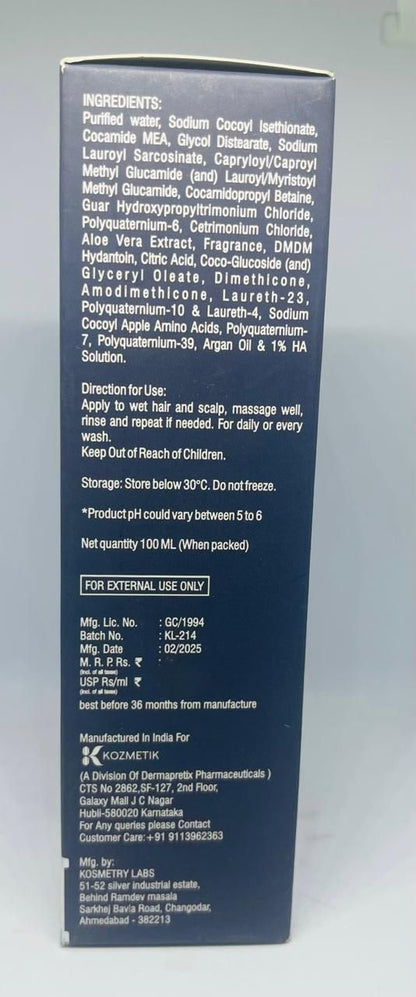 INGREDIENTS:
Purified water, Sodium Cocoyl Isethionate,
Cocamide MEA, Glycol Distearate, Sodium
Lauroyl Sarcosinate, Capryloyl/Caproyl
Methyl Glucamide (and) Lauroyl/Myristoyl
Methyl Glucamide, Cocamidopropyl Betaine,
Guar Hydroxypropyltrimonium Chloride,
Polyquaternium-6, Cetrimonium Chloride,
Aloe Vera Extract, Fragrance, DMDM
Hydantoin, Citric Acid, Coco-Glucoside (and)
Glyceryl Oleate, Dimethicone,
Amodimethicone, Laureth-23,
Polyquaternium-10 & Laureth-4, Sodium
Cocoyl Apple Amino Acids, Polyquaternium-
7, Polyquaternium-39, Argan Oil & 1% HA
Solution.
Direction for Use:
Apply to wet hair and scalp, massage well,
rinse and repeat if needed. For daily or every
wash.
Keep Out of Reach of Children.
Storage: Store below 30°C. Do not freeze.
*Product pH could vary between 5 to 6
Net quantity 100 ML (When packed)
FOR EXTERNAL USE ONLY
Mfg. Lic. No. : GC/1994
Batch No. : KL-214
Mfg. Date : 02/2025
M. R. P. Rs. ₹ :
(Incl. of all taxes)
USP Rs/ml ₹
(Incl. of all taxes)
best before 36 months from manufacture
Manufactured In India For
KOZMETIK
(A Division Of Dermapretix Pharmaceuticals )
CTS No 2862,SF-127, 2nd Floor,
Galaxy Mall J C Nagar
Hubli-580020 Karnataka
For Any queries please Contact
Customer Care:+91 9113962363
Mfg. by:
KOSMETRY LABS
51-52 silver industrial estate,
Behind Ramdev masala
Sarkhej Bavla Road, Changodar,
Ahmedabad - 382213